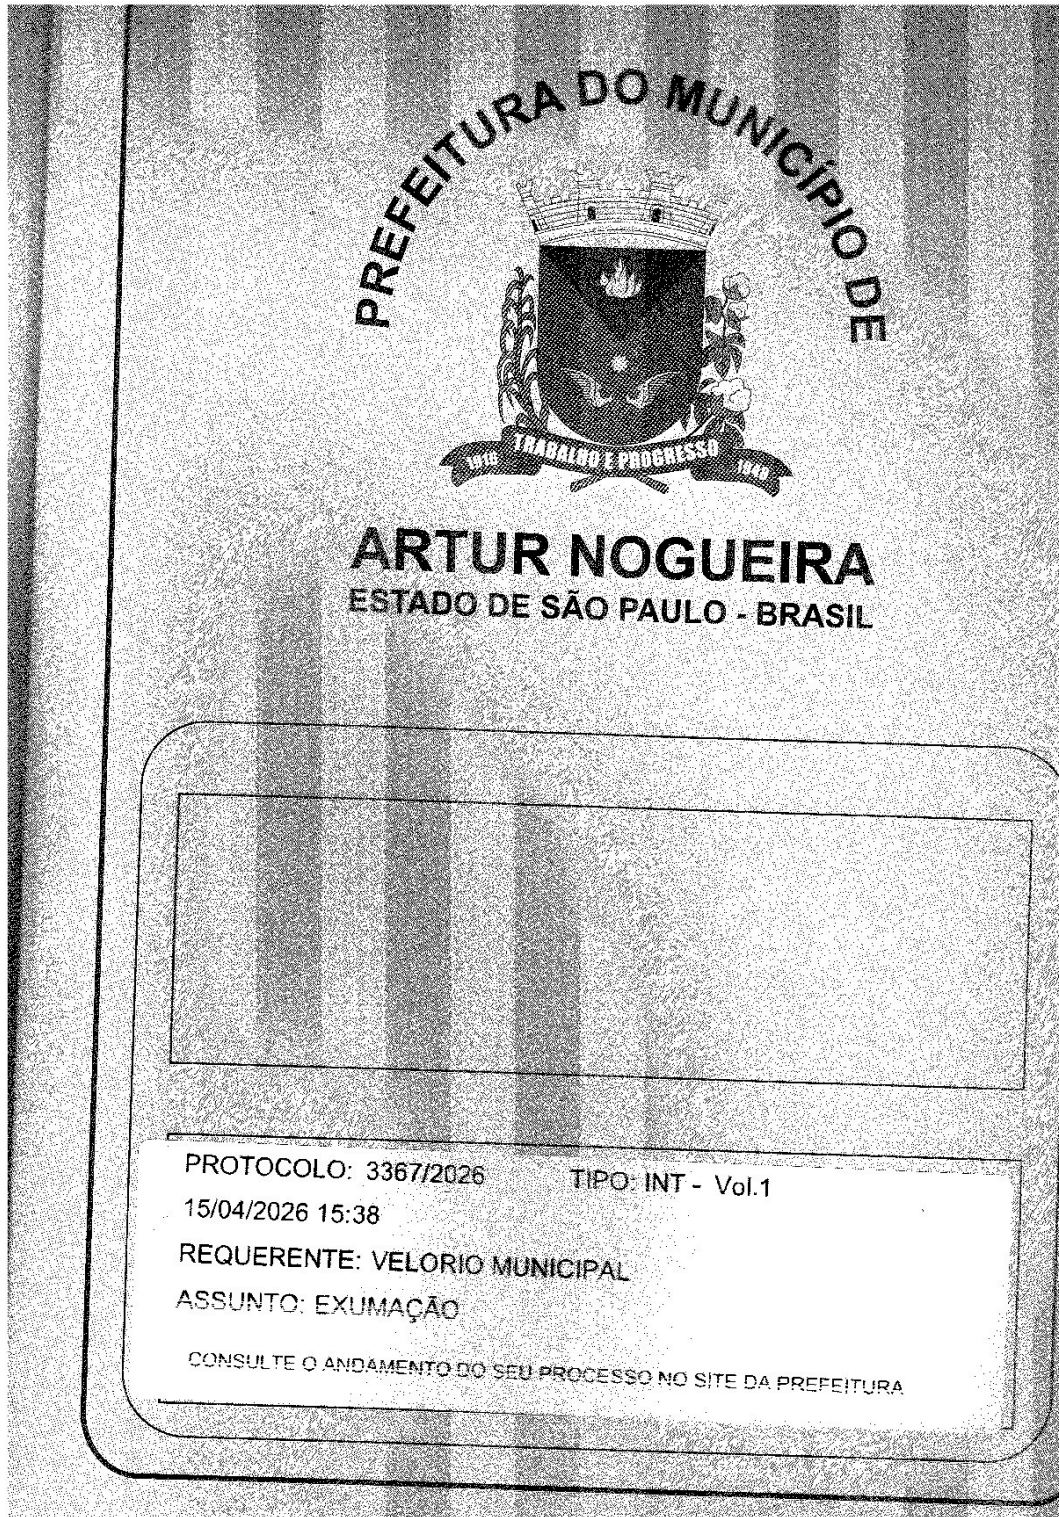 PREFEITURA DO MUNICÍPIO DE
TRABALHO E PROGRESSO
1949
ARTUR NOGUEIRA
ESTADO DE SÃO PAULO - BRASIL
PROTOCOLO: 3367/2026 TIPO: INT - Vol.1
15/04/2026 15:38
REQUERENTE: VELORIO MUNICIPAL
ASSUNTO: EXUMAÇÃO
CONSULTE O ANDAMENTO DO SEU PROCESSO NO SITE DA PREFEITURA